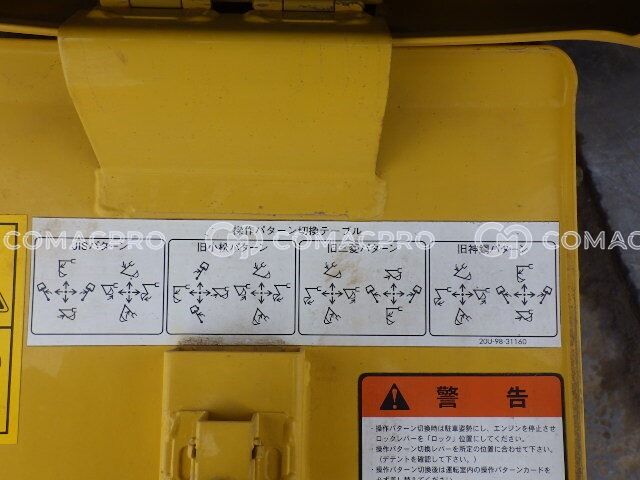 操作パターン切換テーブル
JISパターン
旧小松パターン
旧三菱パターン
旧神鋼パターン
20U-98-31160
COMACPRO
COMACPRO
COMACPRO
警 告
・操作パターン切換時は駐車姿勢にし、エンジンを停止させ
ロックレバーを「ロック」位置にしてください。
・操作パターン切換レバーを所定の位置に合わせて下さい。
(デテントを確認して下さい。)
・操作パターン切換後は運転室内の操作パターンカードを